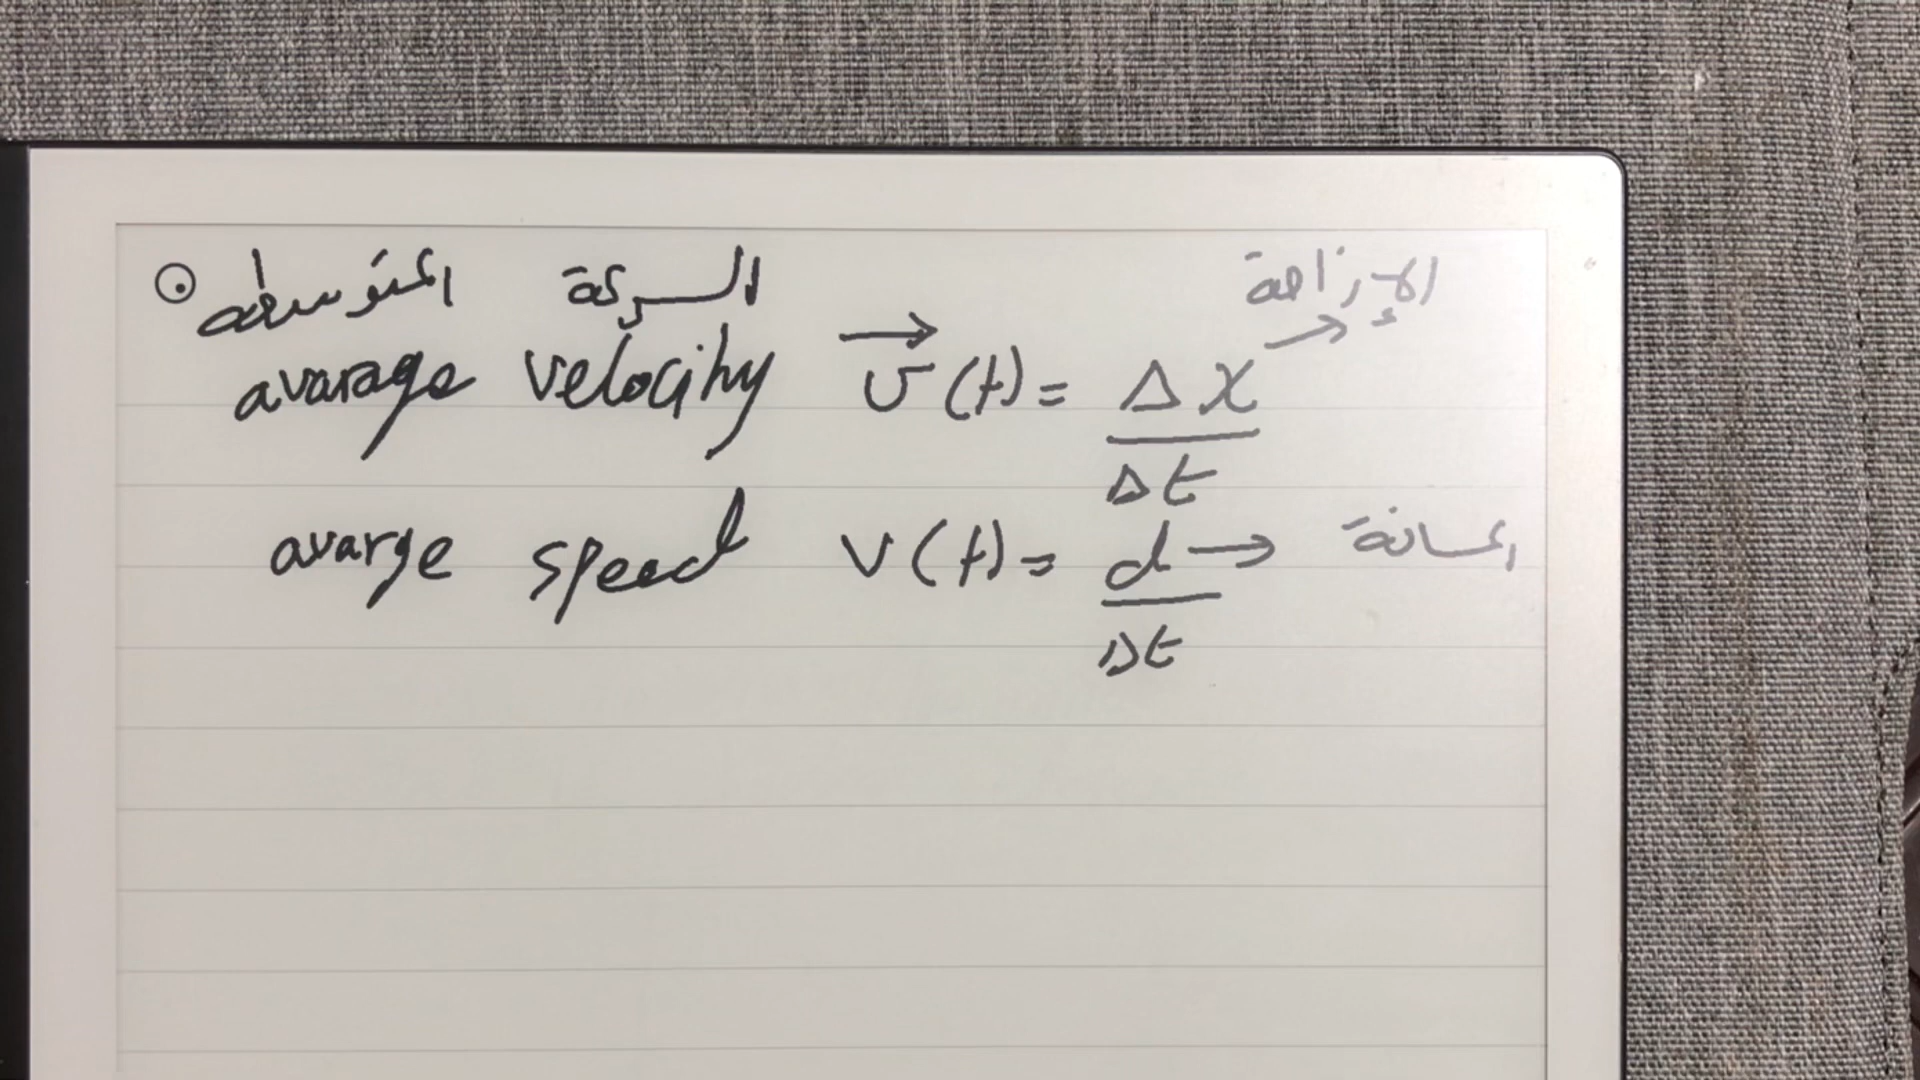 السرعة المتوسطة الإزاحة
avarage velocity v⃗ (t) = Δx →
Δt
avarge speed v(t) = d → المسافة
Δt